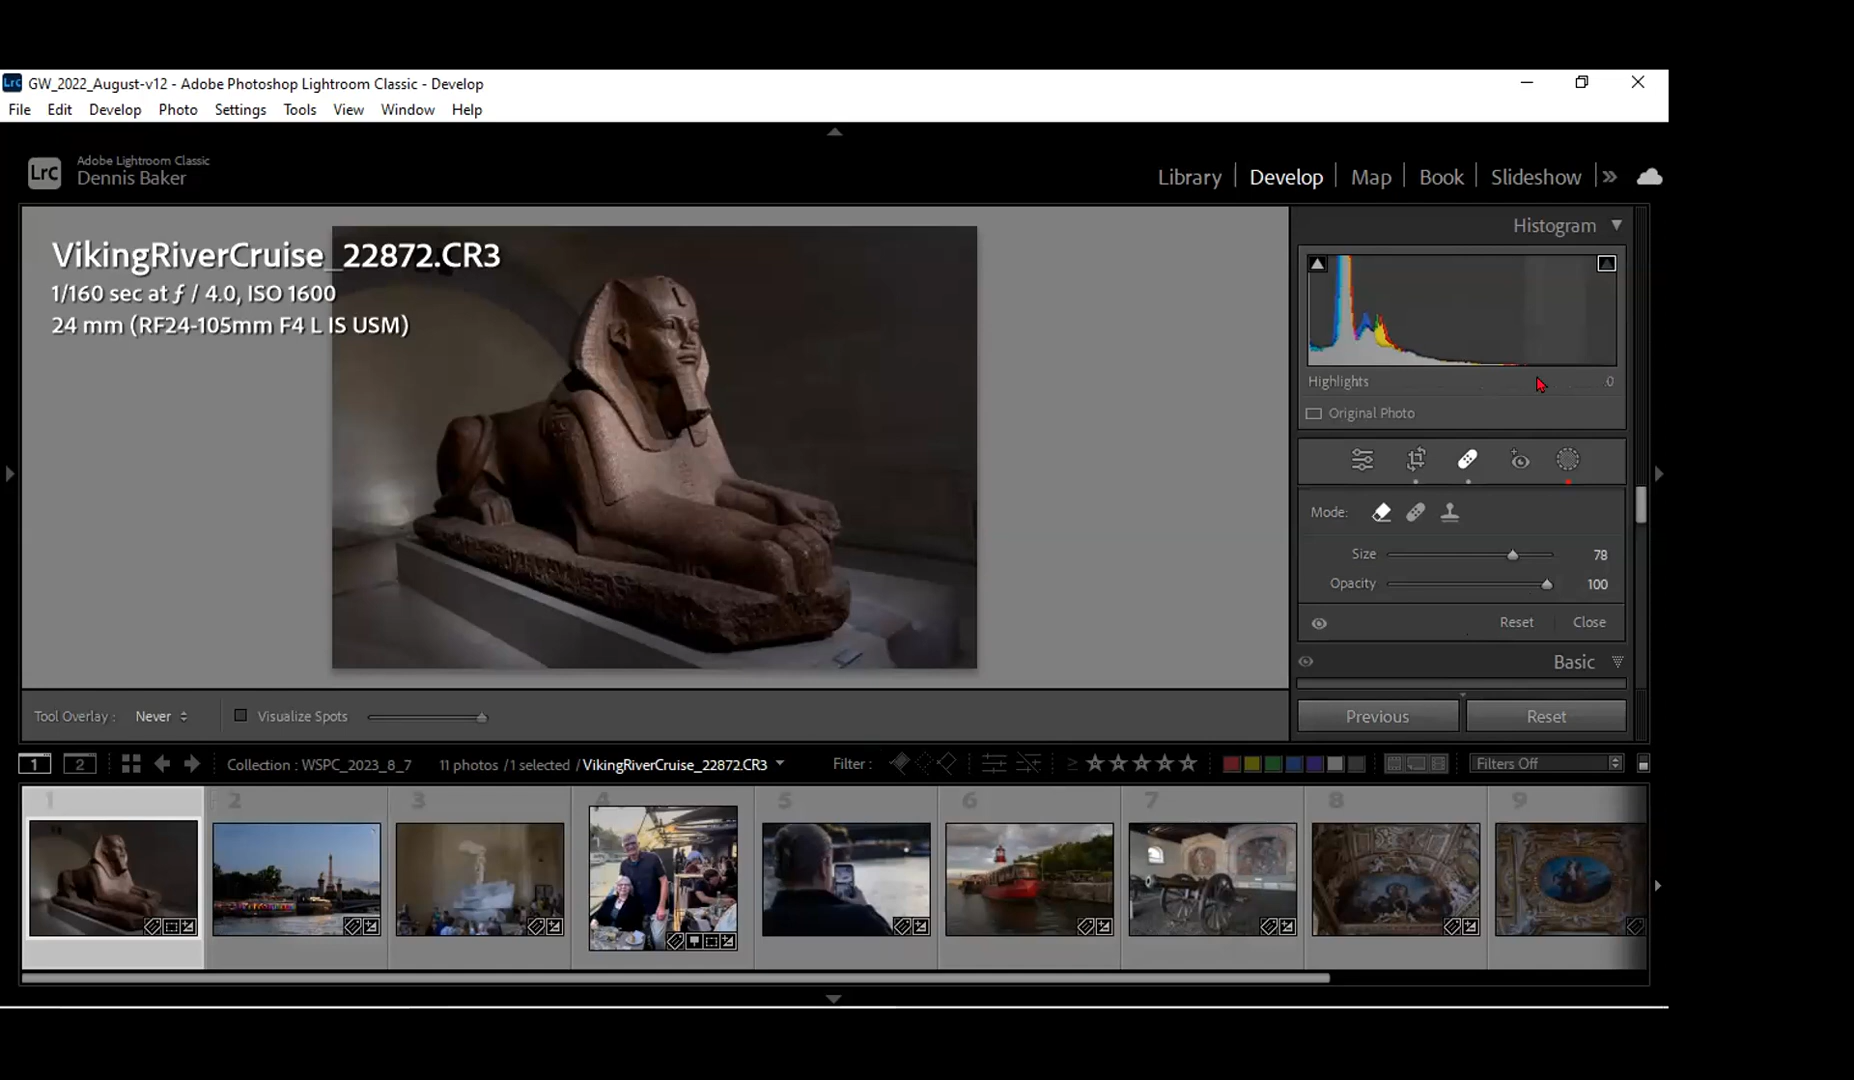 GW_2022_August-v12 - Adobe Photoshop Lightroom Classic - Develop
File Edit Develop Photo Settings Tools View Window Help
LrC Adobe Lightroom Classic
Dennis Baker
Library Develop Map Book Slideshow »
VikingRiverCruise_22872.CR3
1/160 sec at ƒ / 4.0, ISO 1600
24 mm (RF24-105mm F4 L IS USM)
Histogram
Highlights 0
Original Photo
Mode:
Size 78
Opacity 100
Reset Close
Basic
Previous Reset
Tool Overlay : Never Visualize Spots
1 2 Collection : WSPC_2023_8_7 11 photos / 1 selected / VikingRiverCruise_22872.CR3 Filter : ≥ Filters Off
1 2 3 4 5 6 7 8 9